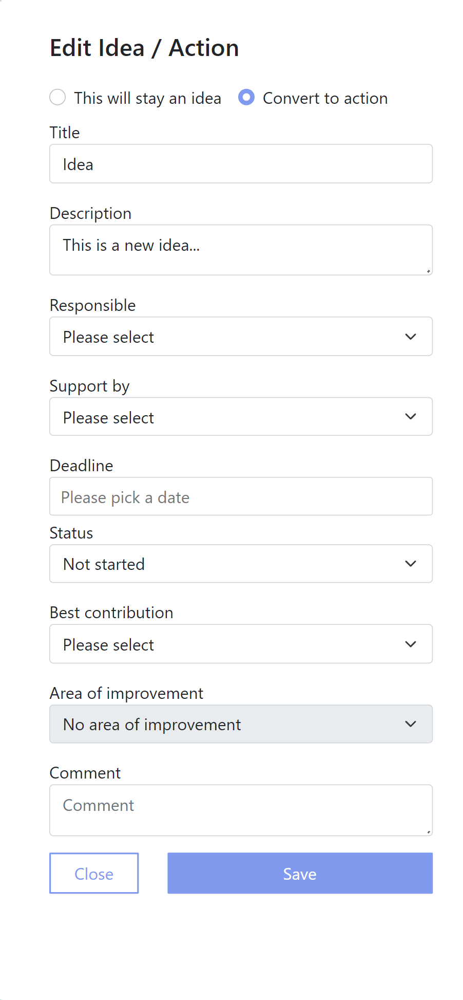 Edit Idea / Action
This will stay an idea Convert to action
Title
Idea
Description
This is a new idea...
Responsible
Please select
Support by
Please select
Deadline
Please pick a date
Status
Not started
Best contribution
Please select
Area of improvement
No area of improvement
Comment
Comment
Close Save